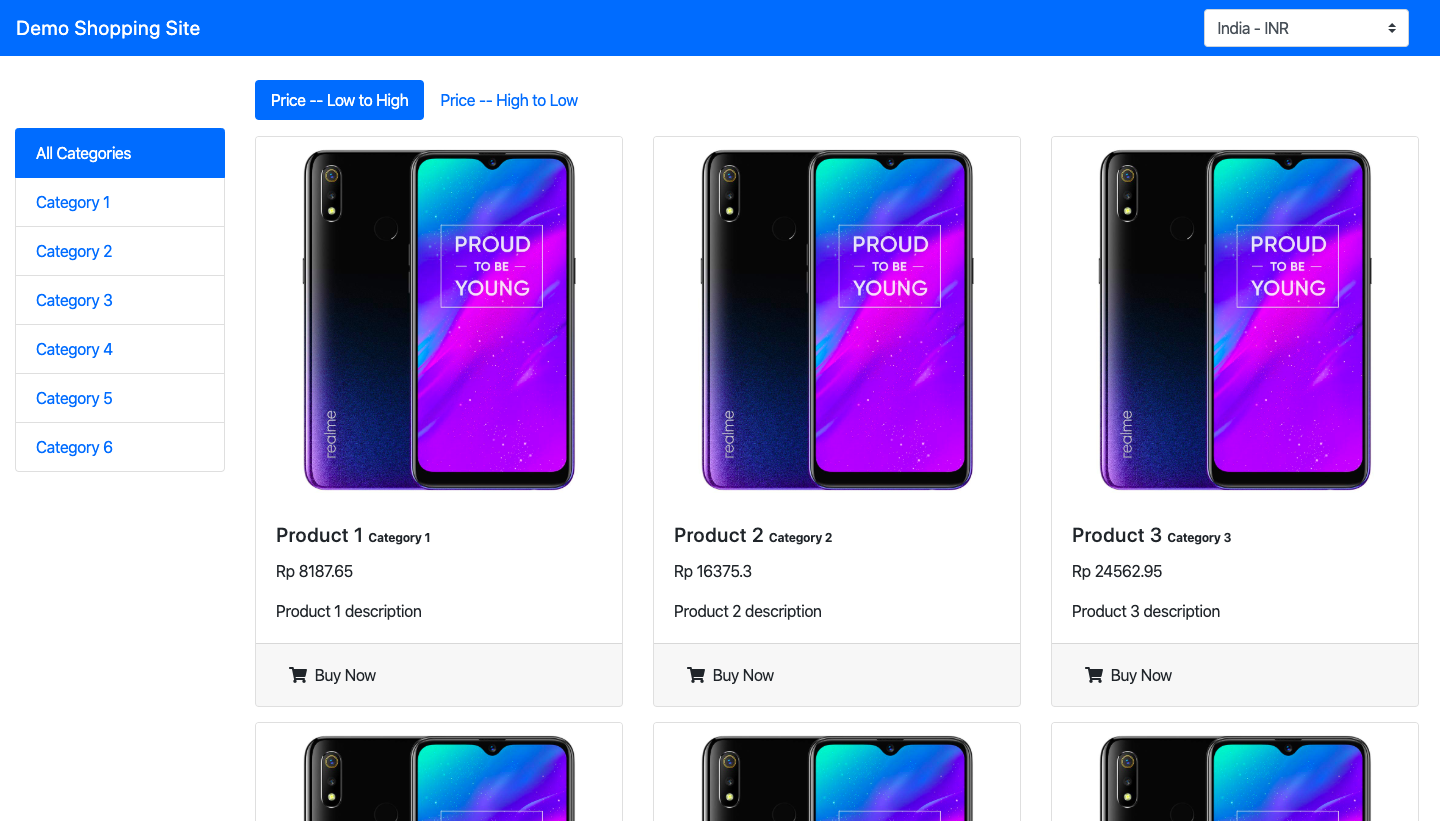 Demo Shopping Site
India - INR
Price -- Low to High
Price -- High to Low
All Categories
Category 1
Category 2
Category 3
Category 4
Category 5
Category 6
PROUD
TO BE
YOUNG
realme
Product 1 Category 1
Rp 8187.65
Product 1 description
Buy Now
PROUD
TO BE
YOUNG
realme
Product 2 Category 2
Rp 16375.3
Product 2 description
Buy Now
PROUD
TO BE
YOUNG
realme
Product 3 Category 3
Rp 24562.95
Product 3 description
Buy Now